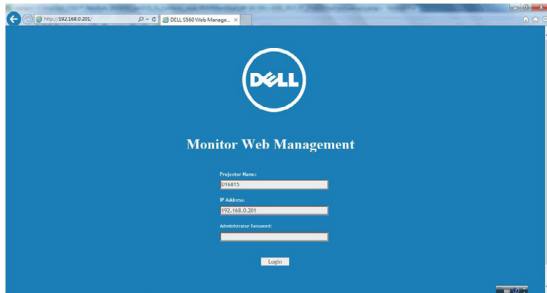 http://192.168.0.201/
DELL S560 Web Manage...
DELL
Monitor Web Management
Projector Name:
D16815
IP Address:
192.168.0.201
Administrator Password:
Login